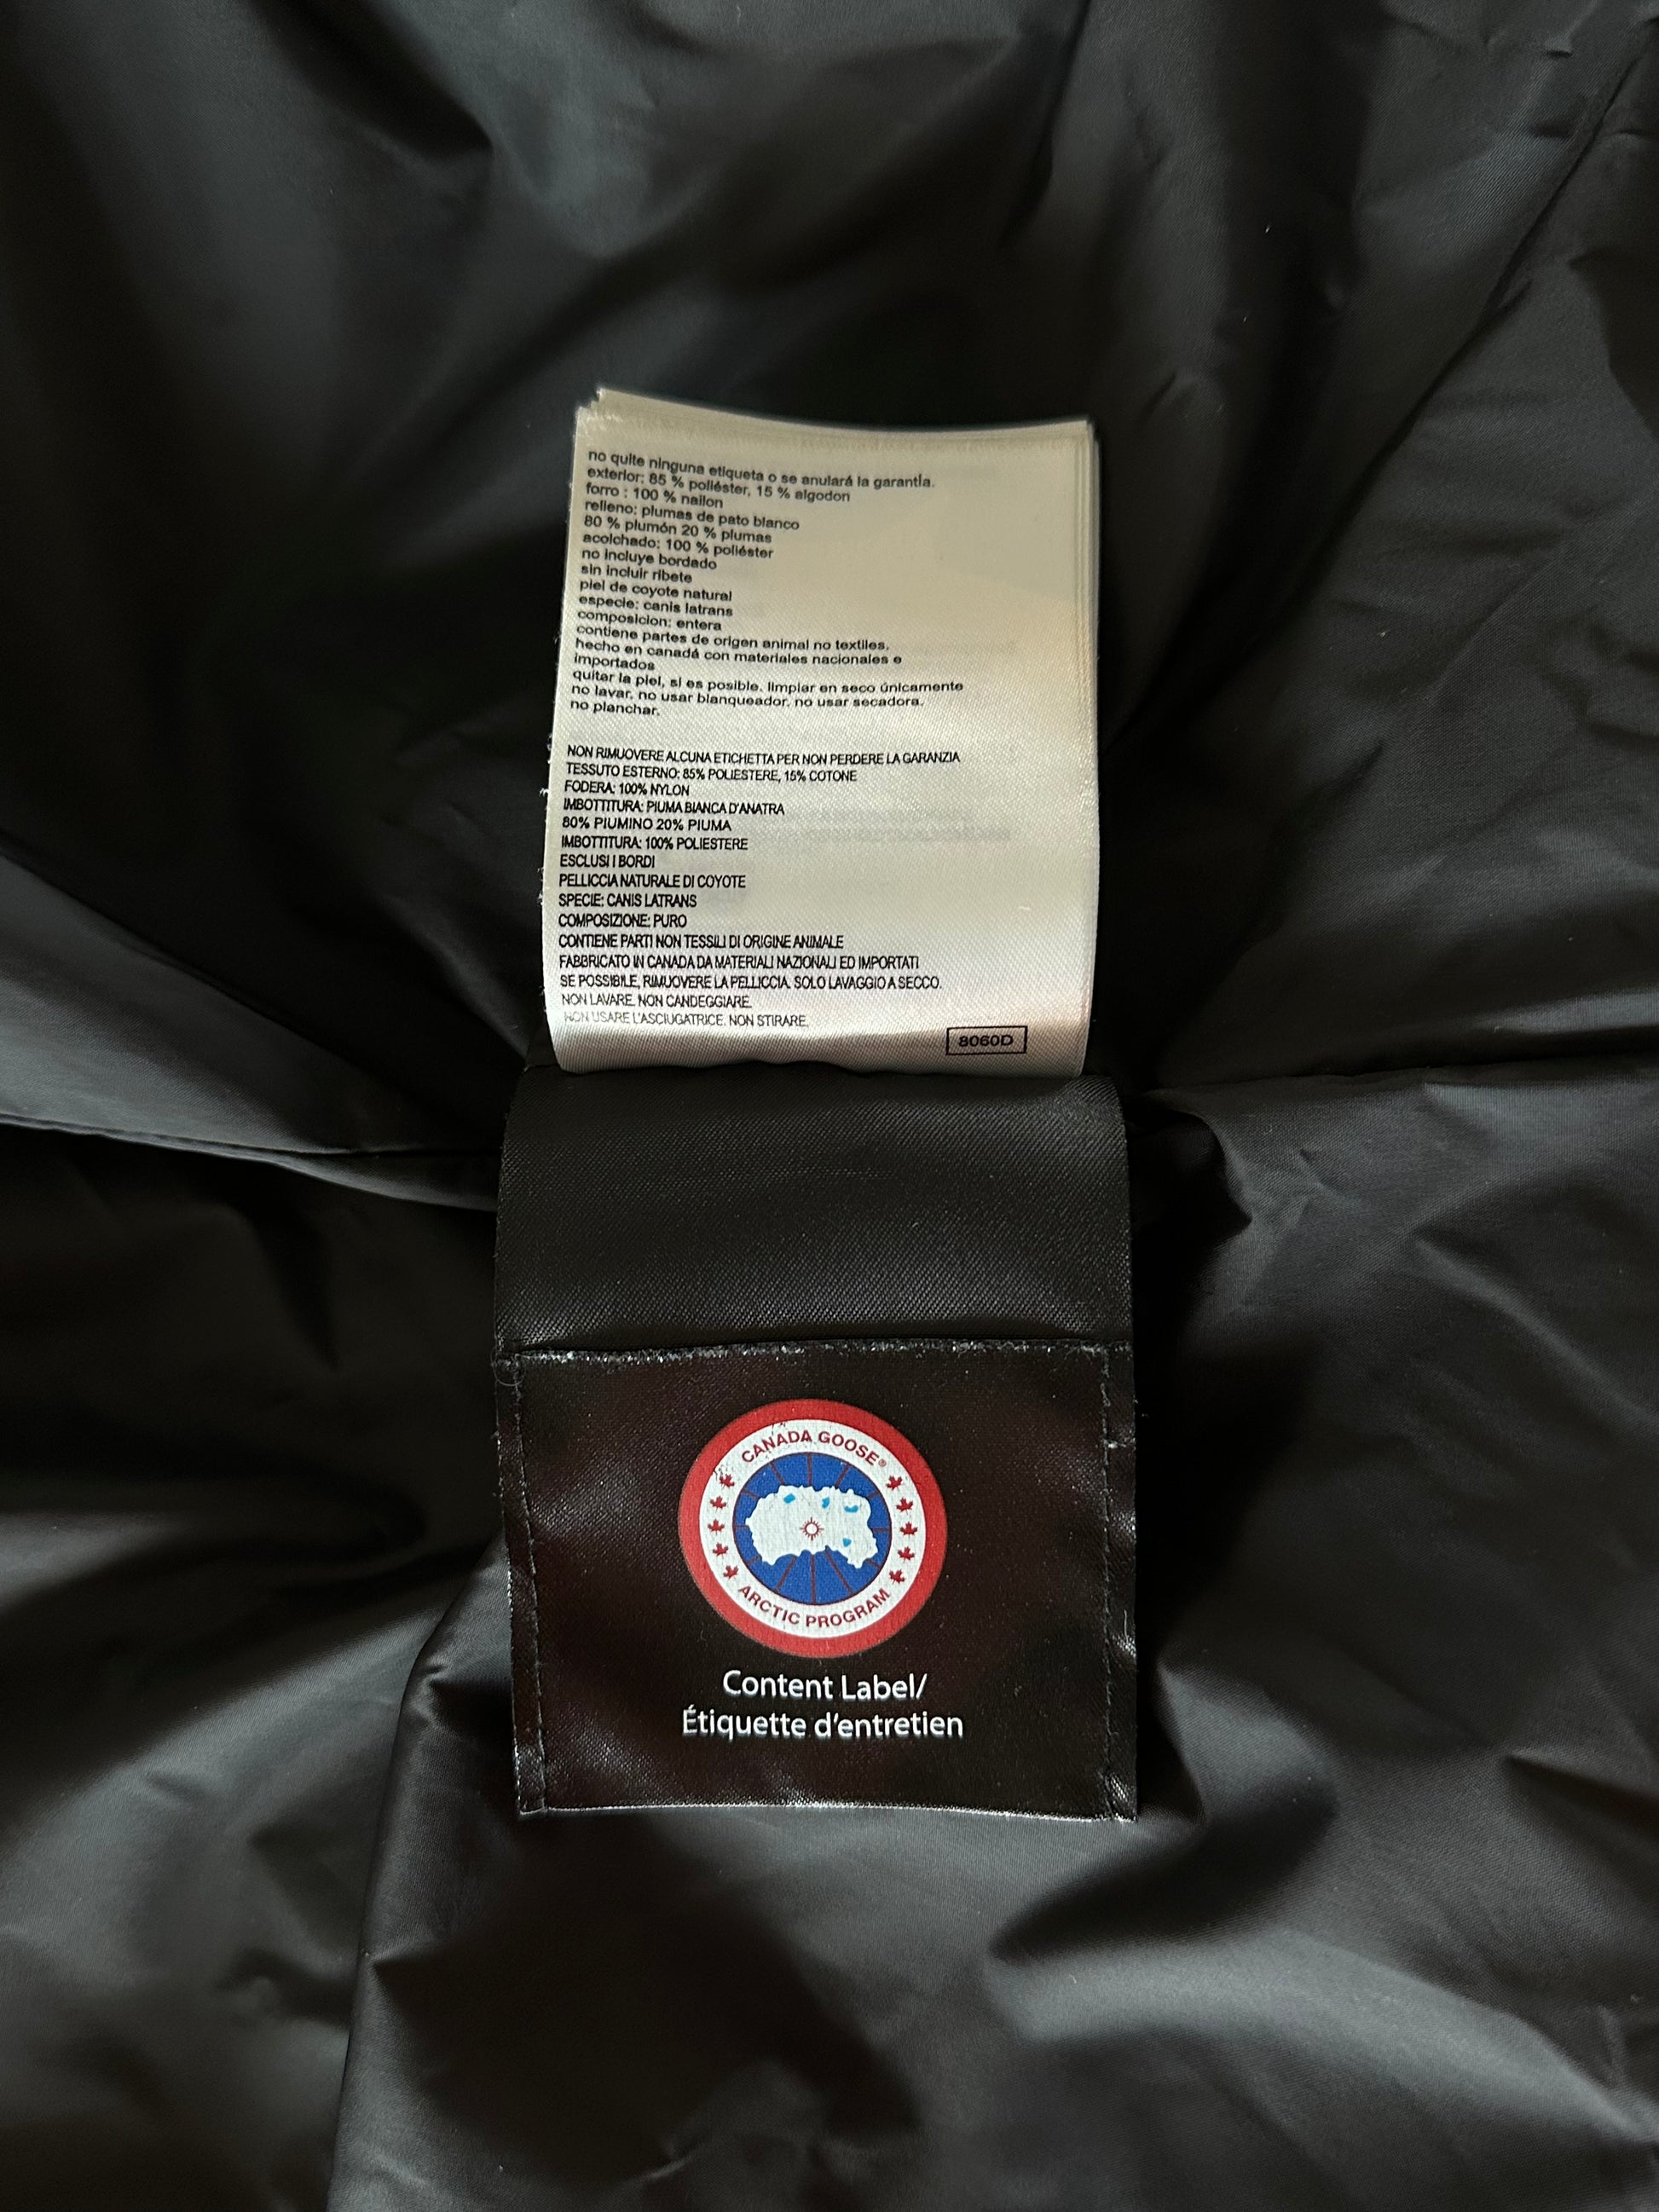 no quite ninguna etiqueta o se anulará la garantía.
exterior: 85 % poliéster, 15 % algodon
forro : 100 % nailon
relleno: plumas de pato blanco
80 % plumón 20 % plumas
acolchado: 100 % poliéster
no incluye bordado
sin incluir ribete
piel de coyote natural
especie: canis latrans
composicion: entera
contiene partes de origen animal no textiles.
hecho en canadá con materiales nacionales e
importados
quitar la piel, si es posible. limpiar en seco únicamente
no lavar. no usar blanqueador. no usar secadora.
no planchar.
NON RIMUOVERE ALCUNA ETICHETTA PER NON PERDERE LA GARANZIA
TESSUTO ESTERNO: 85% POLIESTERE, 15% COTONE
FODERA: 100% NYLON
IMBOTTITURA: PIUMA BIANCA D'ANATRA
80% PIUMINO 20% PIUMA
IMBOTTITURA: 100% POLIESTERE
ESCLUSI I BORDI
PELLICCIA NATURALE DI COYOTE
SPECIE: CANIS LATRANS
COMPOSIZIONE: PURO
CONTIENE PARTI NON TESSILI DI ORIGINE ANIMALE
FABBRICATO IN CANADA DA MATERIALI NAZIONALI ED IMPORTATI
SE POSSIBILE, RIMUOVERE LA PELLICCIA. SOLO LAVAGGIO A SECCO.
NON LAVARE. NON CANDEGGIARE.
NON USARE L'ASCIUGATRICE. NON STIRARE.
8060D
CANADA GOOSE®
ARCTIC PROGRAM
Content Label/
Étiquette d'entretien